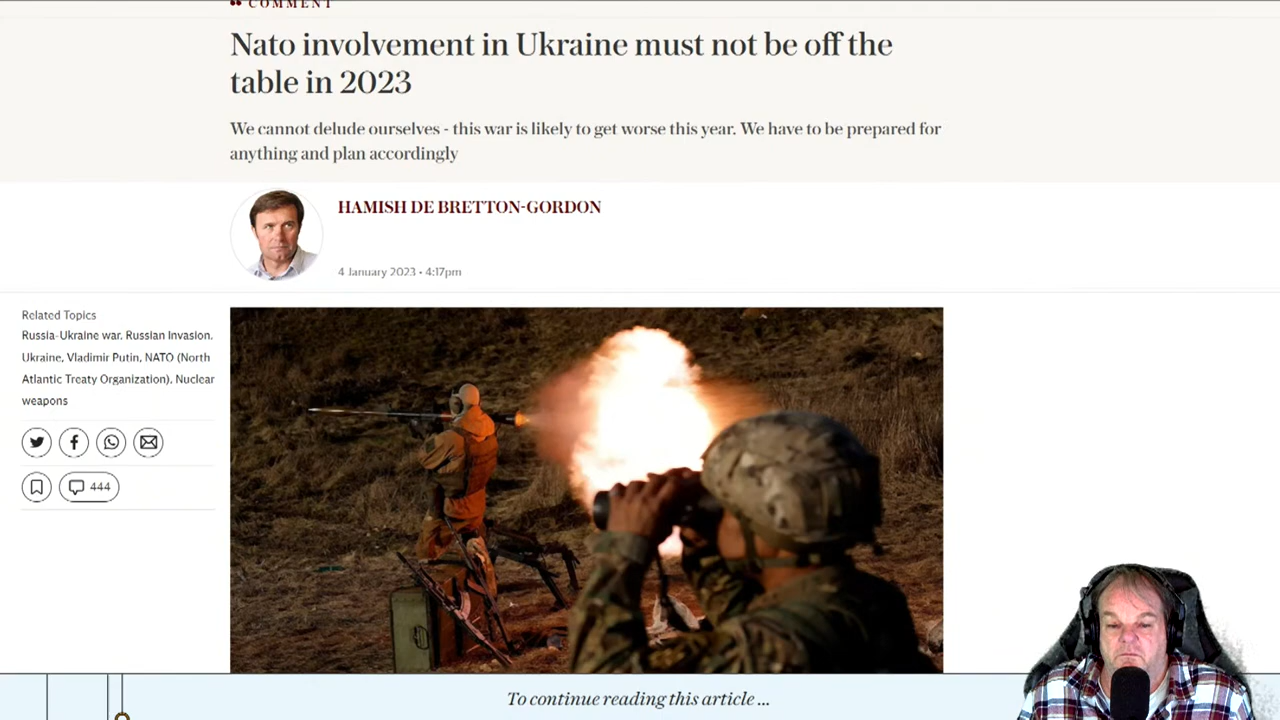 COMMENT
Nato involvement in Ukraine must not be off the
table in 2023
We cannot delude ourselves - this war is likely to get worse this year. We have to be prepared for
anything and plan accordingly
HAMISH DE BRETTON-GORDON
4 January 2023 • 4:17pm
Related Topics
Russia-Ukraine war, Russian Invasion,
Ukraine, Vladimir Putin, NATO (North
Atlantic Treaty Organization), Nuclear
weapons
444
To continue reading this article ...